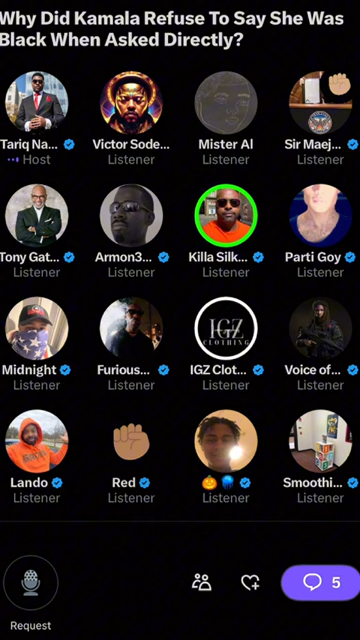 Why Did Kamala Refuse To Say She Was
Black When Asked Directly?
Tariq Na... Victor Sode... Mister Al Sir Maej...
Host Listener Listener Listener
Tony Gat... Armon3... Killa Silk... Parti Goy
Listener Listener Listener Listener
IGZ
CLOTHING
Midnight Furious... IGZ Clot... Voice of...
Listener Listener Listener Listener
Lando Red 🎃🪼 Smoothi...
Listener Listener Listener Listener
5
Request